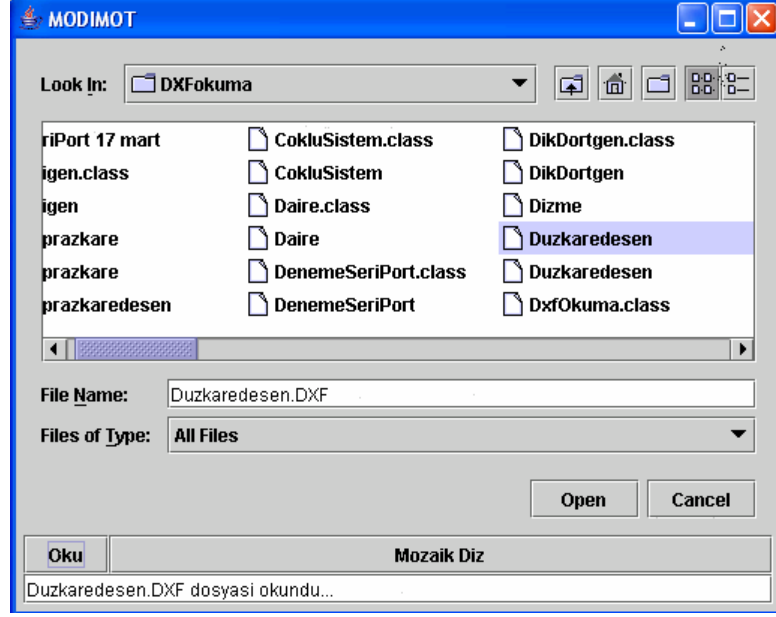 MODIMOT
Look In: DXFokuma
riPort 17 mart CokluSistem.class DikDortgen.class
igen.class CokluSistem DikDortgen
igen Daire.class Dizme
prazkare Daire Duzkaredesen
prazkare DenemeSeriPort.class Duzkaredesen
prazkaredesen DenemeSeriPort DxfOkuma.class
File Name: Duzkaredesen.DXF
Files of Type: All Files
Open Cancel
Oku Mozaik Diz
Duzkaredesen.DXF dosyasi okundu...